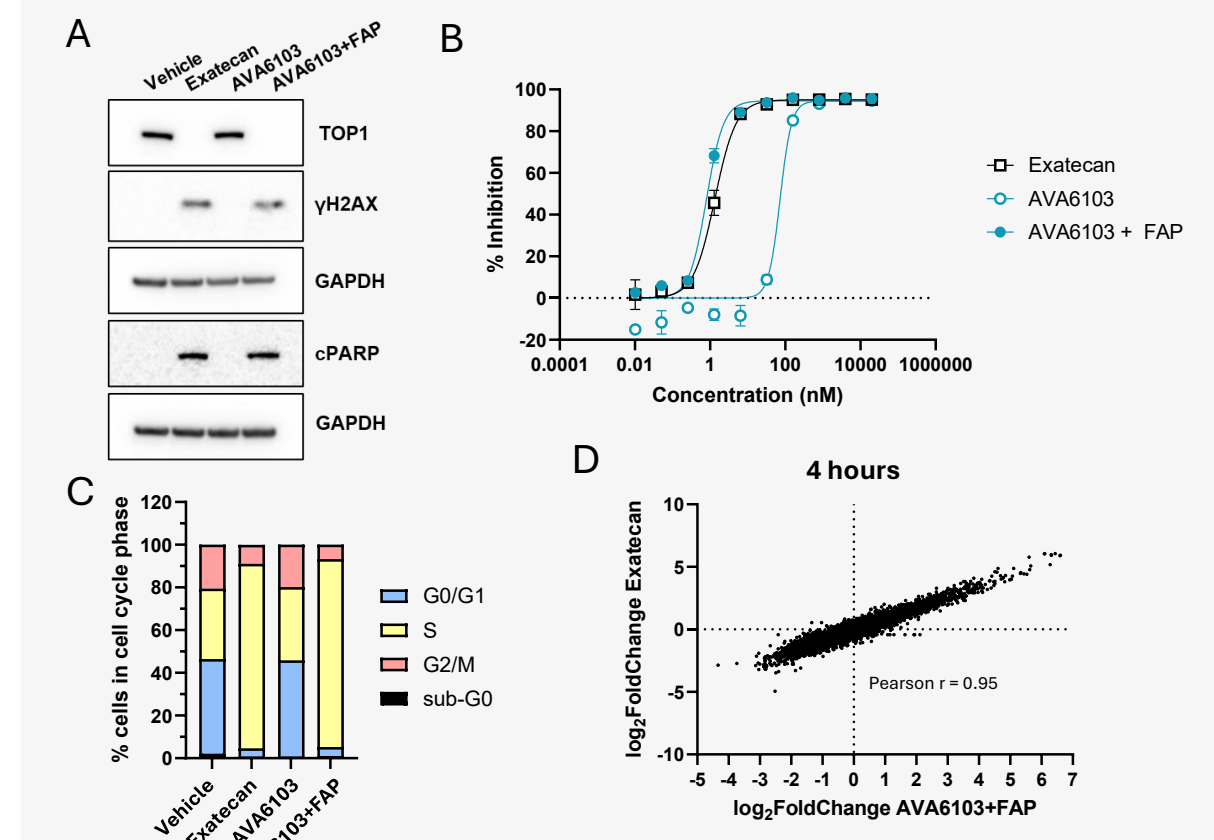 A
Vehicle
Exatecan
AVA6103
AVA6103+FAP
TOP1
γH2AX
GAPDH
cPARP
GAPDH
B
100
80
60
40
20
0
-20
% Inhibition
0.0001 0.01 1 100 10000 1000000
Concentration (nM)
Exatecan
AVA6103
AVA6103 + FAP
C
120
100
80
60
40
20
0
% cells in cell cycle phase
Vehicle
Exatecan
AVA6103
6103+FAP
G0/G1
S
G2/M
sub-G0
D
4 hours
10
5
0
-5
-10
log2FoldChange Exatecan
Pearson r = 0.95
-5 -4 -3 -2 -1 0 1 2 3 4 5 6 7
log2FoldChange AVA6103+FAP